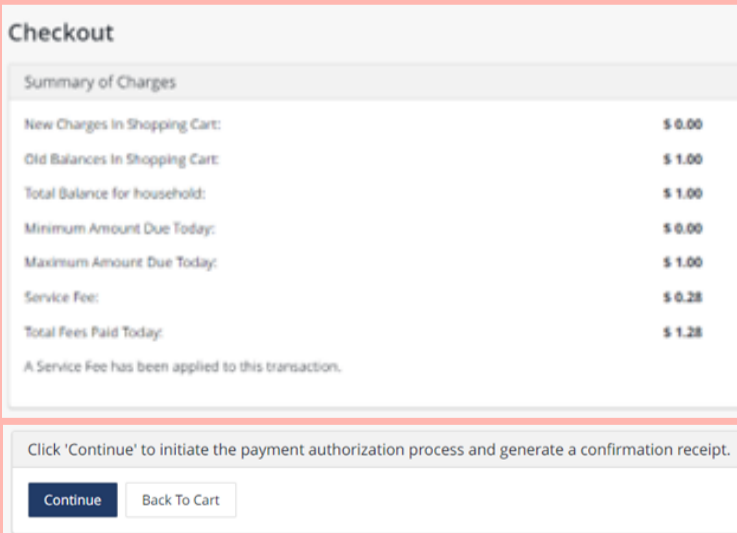 Checkout
Summary of Charges
New Charges In Shopping Cart: $ 0.00
Old Balances In Shopping Cart: $ 1.00
Total Balance for household: $ 1.00
Minimum Amount Due Today: $ 0.00
Maximum Amount Due Today: $ 1.00
Service Fee: $ 0.28
Total Fees Paid Today: $ 1.28
A Service Fee has been applied to this transaction.
Click 'Continue' to initiate the payment authorization process and generate a confirmation receipt.
Continue Back To Cart